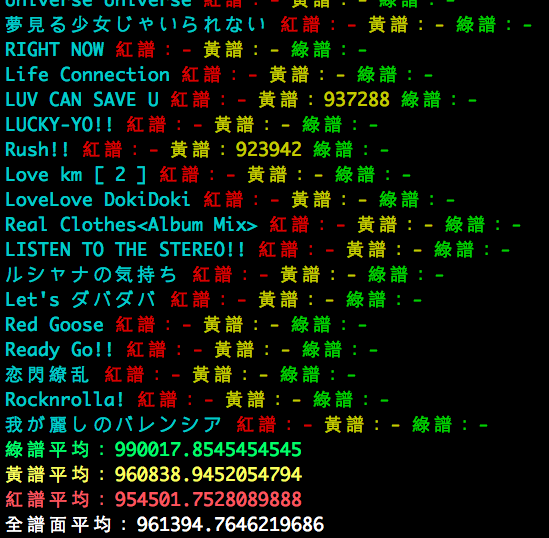 Universe Universe 紅譜：- 黃譜：- 綠譜：-
夢見る少女じゃいられない 紅譜：- 黃譜：- 綠譜：-
RIGHT NOW 紅譜：- 黃譜：- 綠譜：-
Life Connection 紅譜：- 黃譜：- 綠譜：-
LUV CAN SAVE U 紅譜：- 黃譜：937288 綠譜：-
LUCKY-YO!! 紅譜：- 黃譜：- 綠譜：-
Rush!! 紅譜：- 黃譜：923942 綠譜：-
Love km [ 2 ] 紅譜：- 黃譜：- 綠譜：-
LoveLove DokiDoki 紅譜：- 黃譜：- 綠譜：-
Real Clothes<Album Mix> 紅譜：- 黃譜：- 綠譜：-
LISTEN TO THE STEREO!! 紅譜：- 黃譜：- 綠譜：-
ルシャナの気持ち 紅譜：- 黃譜：- 綠譜：-
Let's ダバダバ 紅譜：- 黃譜：- 綠譜：-
Red Goose 紅譜：- 黃譜：- 綠譜：-
Ready Go!! 紅譜：- 黃譜：- 綠譜：-
恋閃繚乱 紅譜：- 黃譜：- 綠譜：-
Rocknrolla! 紅譜：- 黃譜：- 綠譜：-
我が麗しのバレンシア 紅譜：- 黃譜：- 綠譜：-
綠譜平均：990017.8545454545
黃譜平均：960838.9452054794
紅譜平均：954501.7528089888
全譜面平均：961394.7646219686